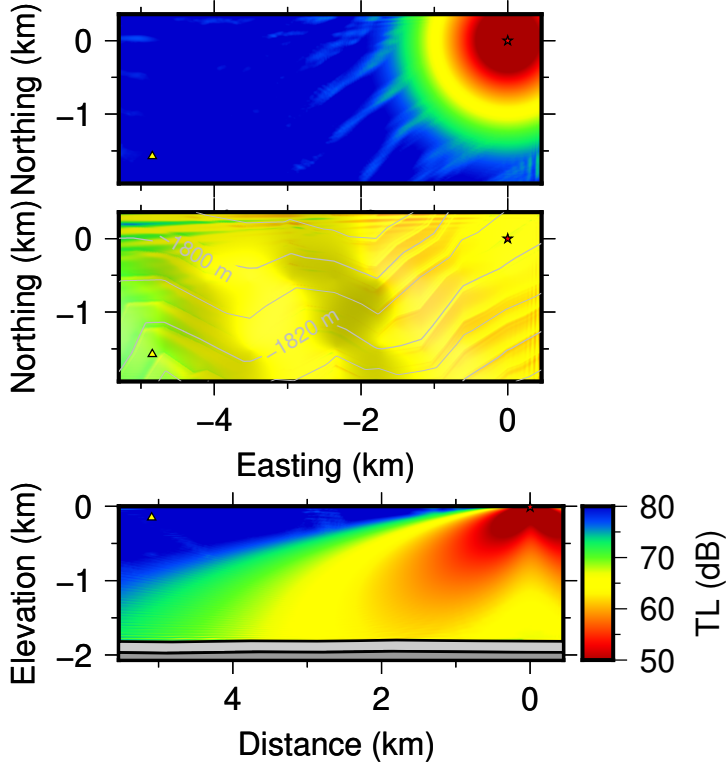 0
−1
Northing (km)
0
−1
Northing (km)
−1800 m
−1820 m
−4
−2
0
Easting (km)
0
−1
−2
Elevation (km)
4
2
0
Distance (km)
80
70
60
50
TL (dB)